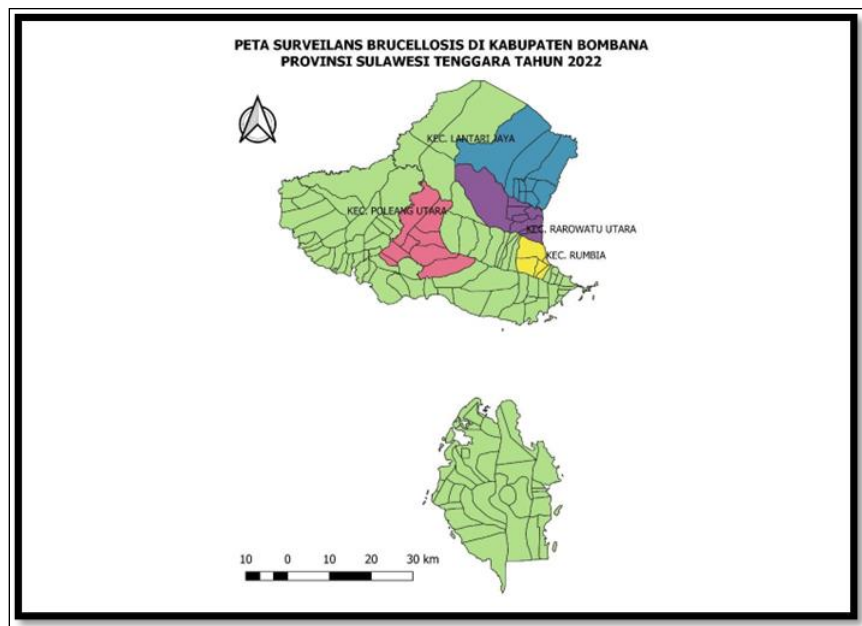 PETA SURVEILANS BRUCELLOSIS DI KABUPATEN BOMBANA
PROVINSI SULAWESI TENGGARA TAHUN 2022
KEC. LANTARI JAYA
KEC. POLEANG UTARA
KEC. RAROWATU UTARA
KEC. RUMBIA
10 0 10 20 30 km